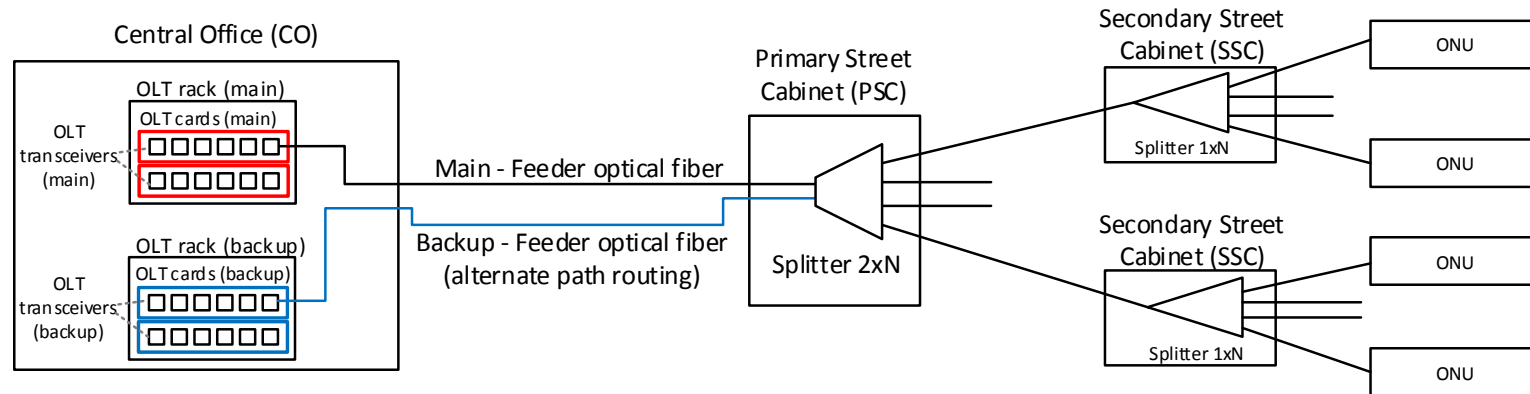 Central Office (CO)
OLT rack (main)
OLT cards (main)
OLT
transceivers
(main)
OLT rack (backup)
OLT cards (backup)
OLT
transceivers
(backup)
Main - Feeder optical fiber
Backup - Feeder optical fiber
(alternate path routing)
Primary Street
Cabinet (PSC)
Splitter 2xN
Secondary Street
Cabinet (SSC)
Splitter 1xN
ONU
ONU
Secondary Street
Cabinet (SSC)
Splitter 1xN
ONU
ONU